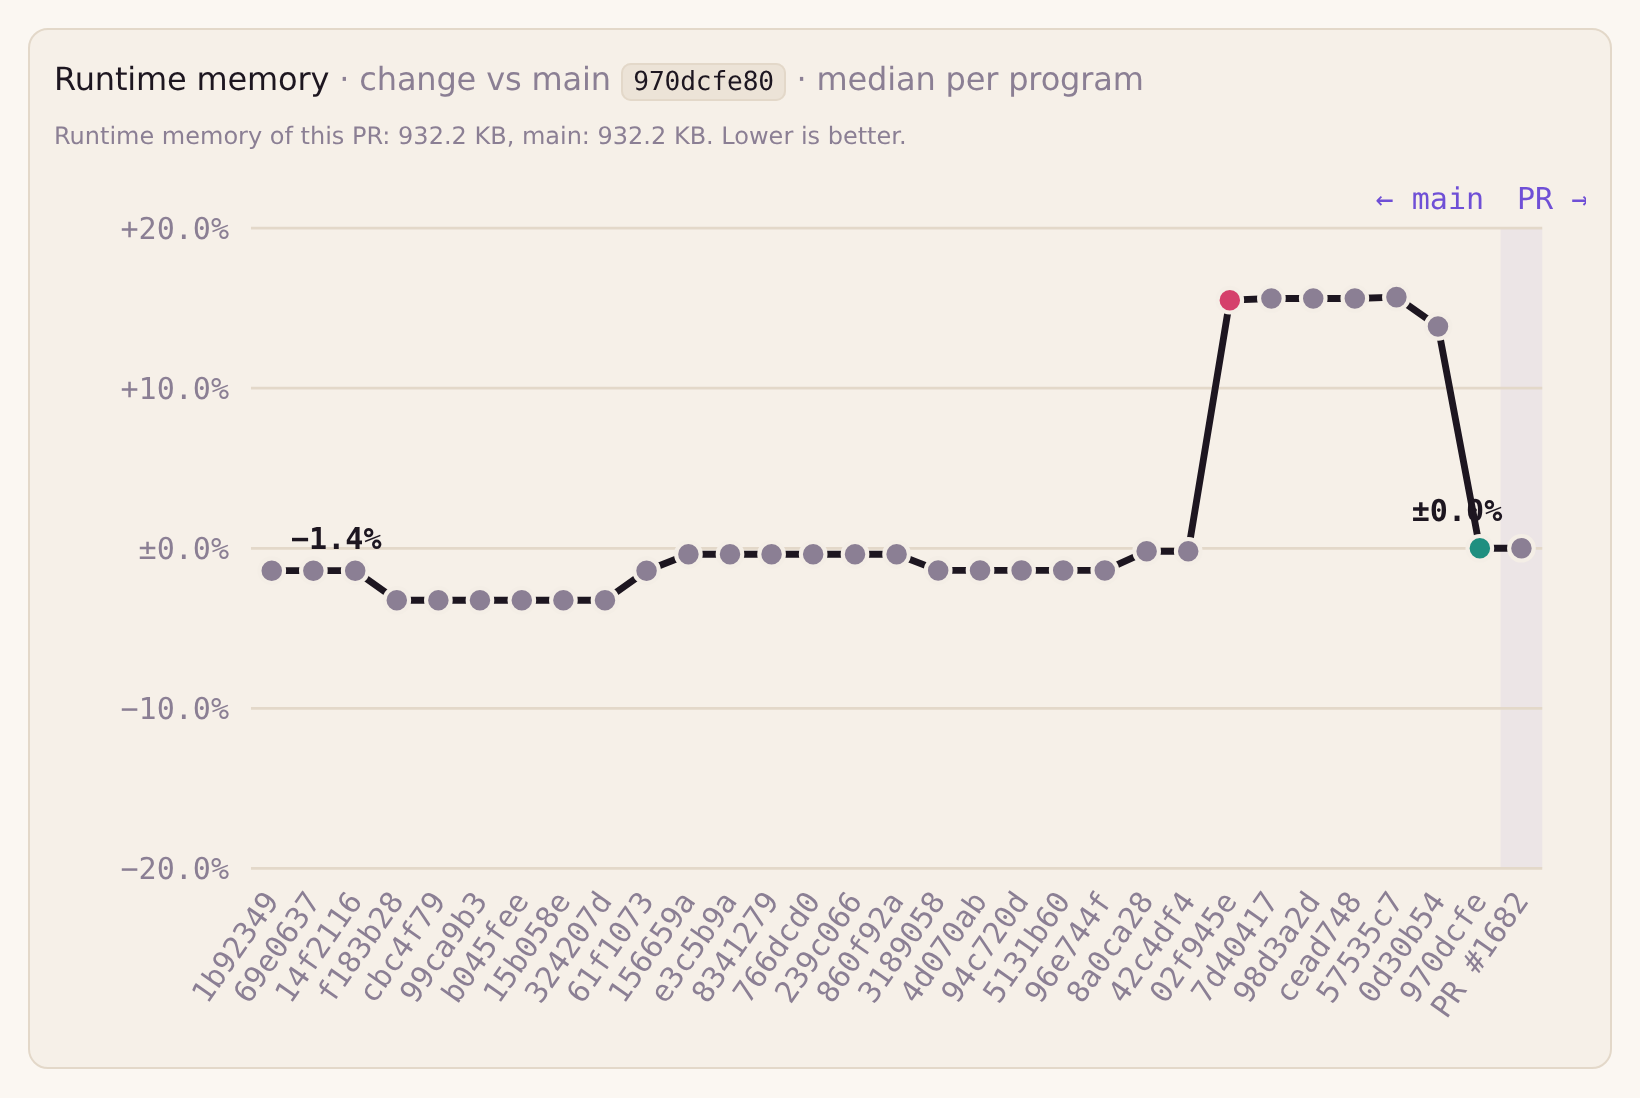 Runtime memory · change vs main 970dcfe80 · median per program
Runtime memory of this PR: 932.2 KB, main: 932.2 KB. Lower is better.
← main PR →
+20.0%
+10.0%
±0.0%
−10.0%
−20.0%
−1.4%
±0.0%
1b92349
69e0637
14f2116
f183b28
cbc4f79
99ca9b3
b045fee
15b058e
324207d
61f1073
156659a
e3c5b9a
8341279
766dcd0
239c066
860f92a
3189058
4d070ab
94c720d
5131b60
96e744f
8a0ca28
42c4df4
02f945e
7d40417
98d3a2d
cead748
57535c7
0d30b54
970dcfe
PR #1682